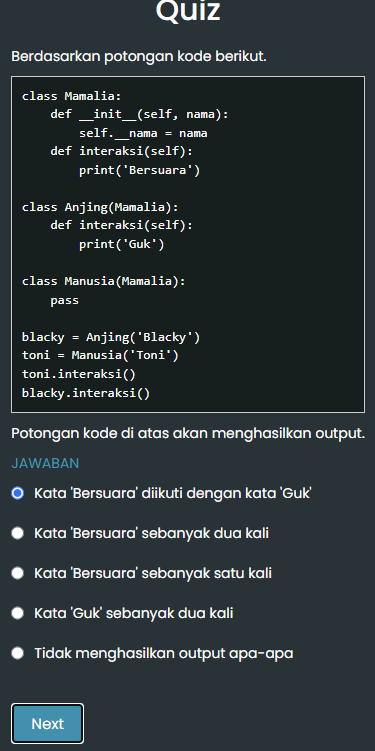 Quiz
Berdasarkan potongan kode berikut.
class Mamalia:
    def __init__(self, nama):
        self.__nama = nama
    def interaksi(self):
        print('Bersuara')

class Anjing(Mamalia):
    def interaksi(self):
        print('Guk')

class Manusia(Mamalia):
    pass

blacky = Anjing('Blacky')
toni = Manusia('Toni')
toni.interaksi()
blacky.interaksi()
Potongan kode di atas akan menghasilkan output.
JAWABAN
Kata 'Bersuara' diikuti dengan kata 'Guk'
Kata 'Bersuara' sebanyak dua kali
Kata 'Bersuara' sebanyak satu kali
Kata 'Guk' sebanyak dua kali
Tidak menghasilkan output apa-apa
Next